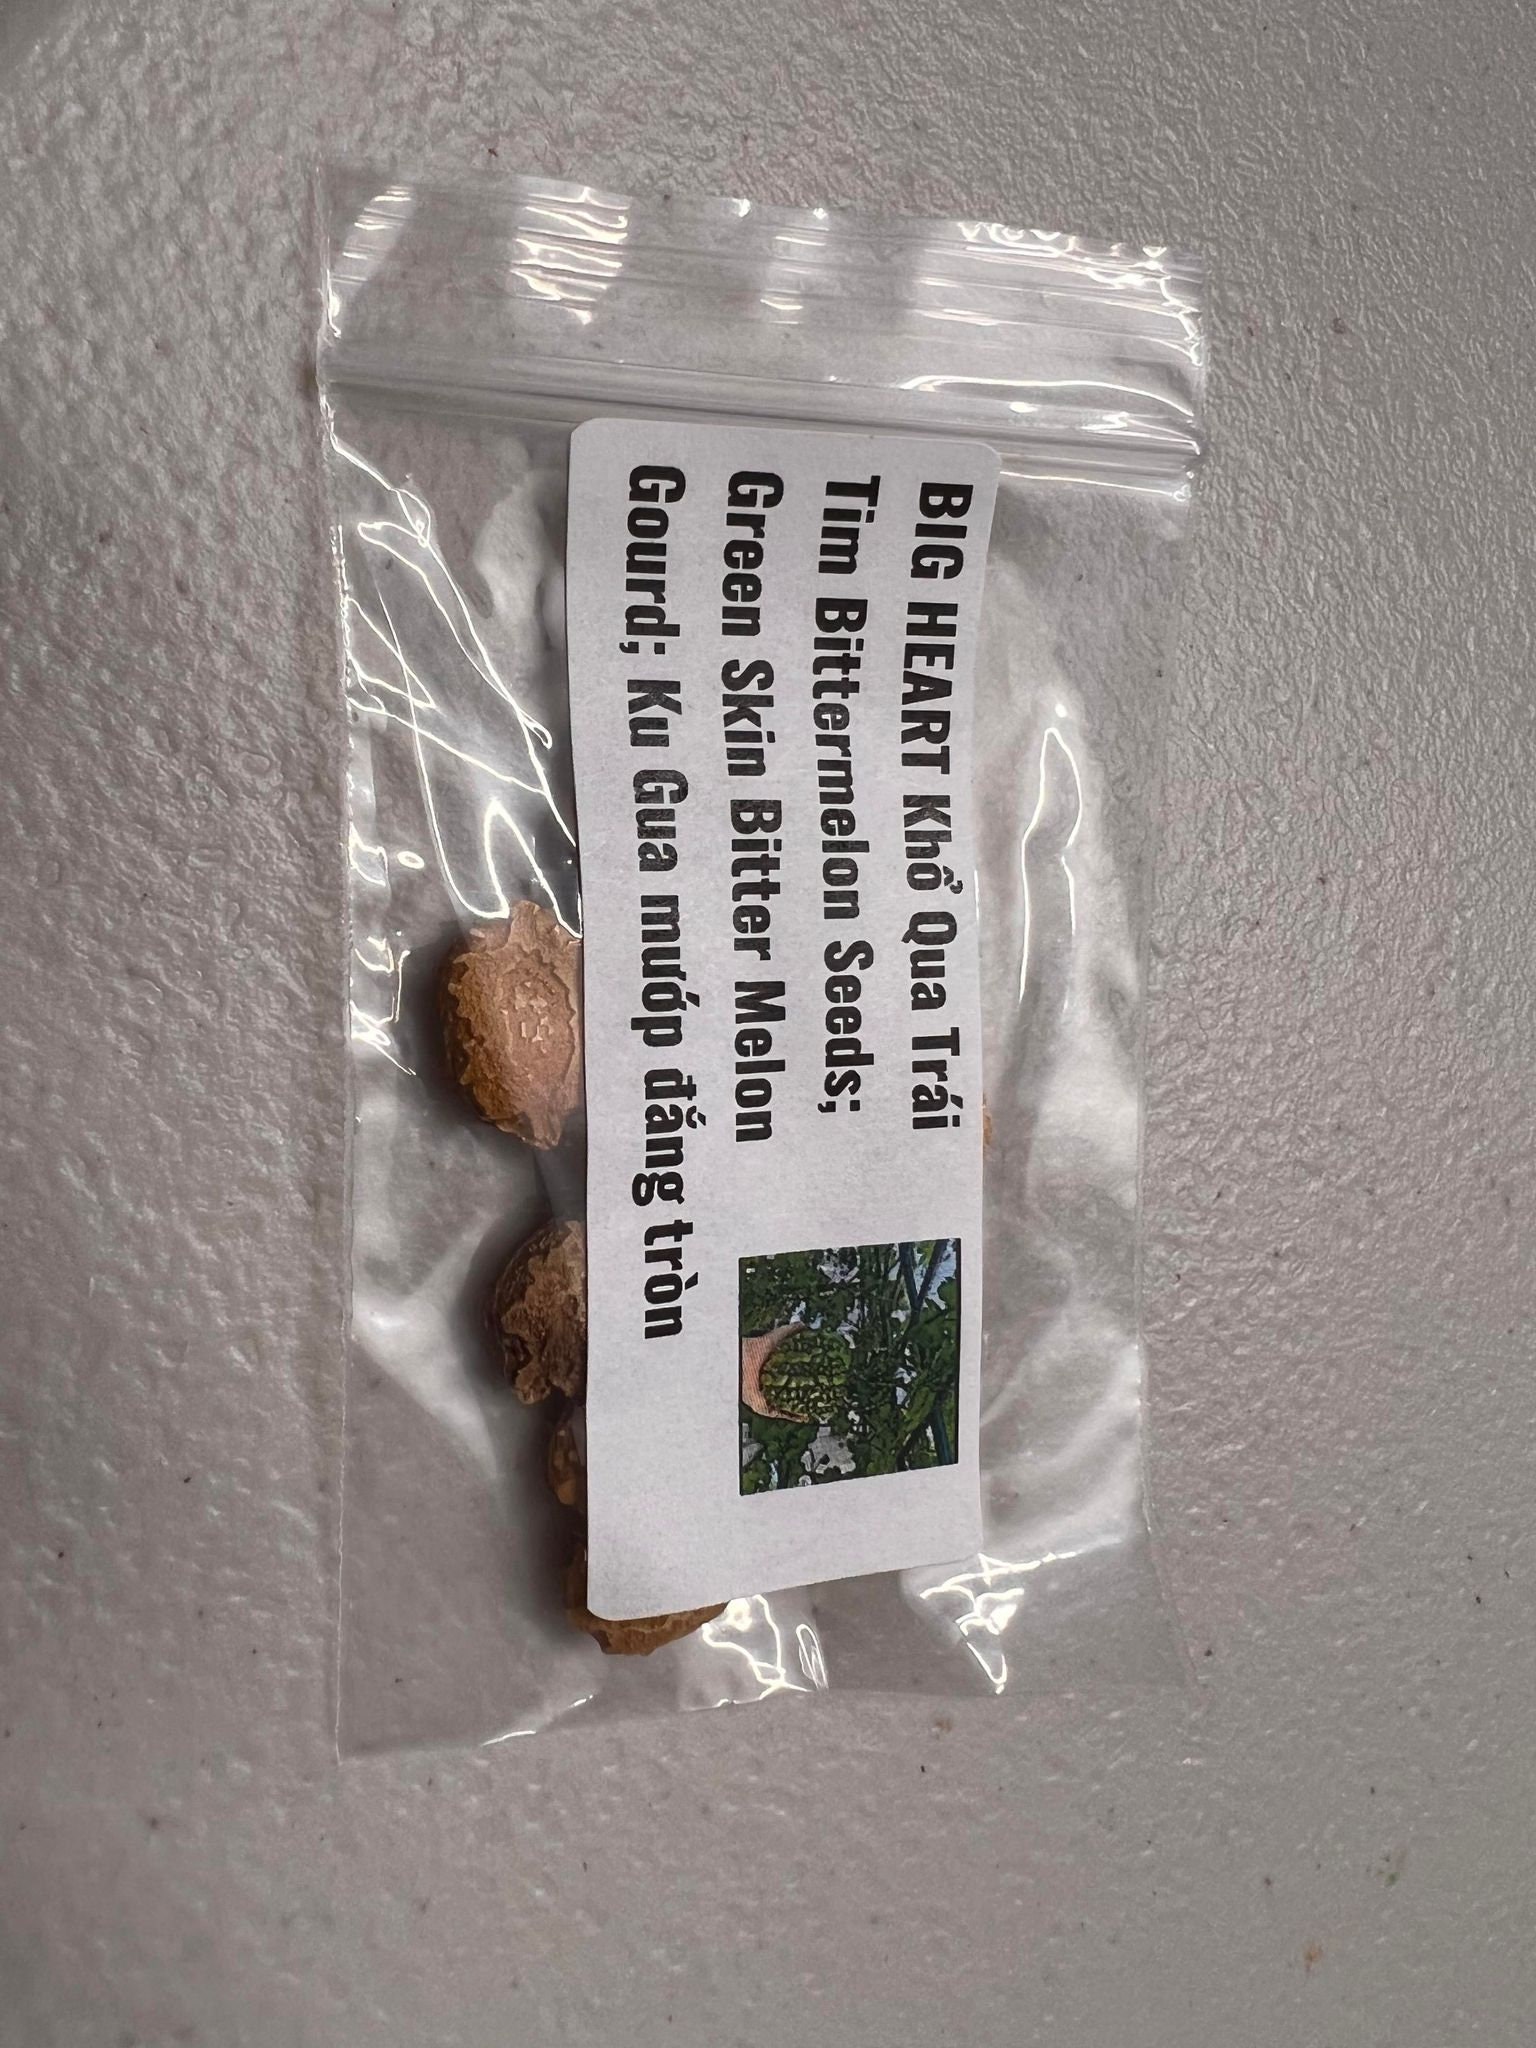 BIG HEART Khổ Qua Trái
Tim Bittermelon Seeds;
Green Skin Bitter Melon
Gourd; Ku Gua mướp đắng tròn